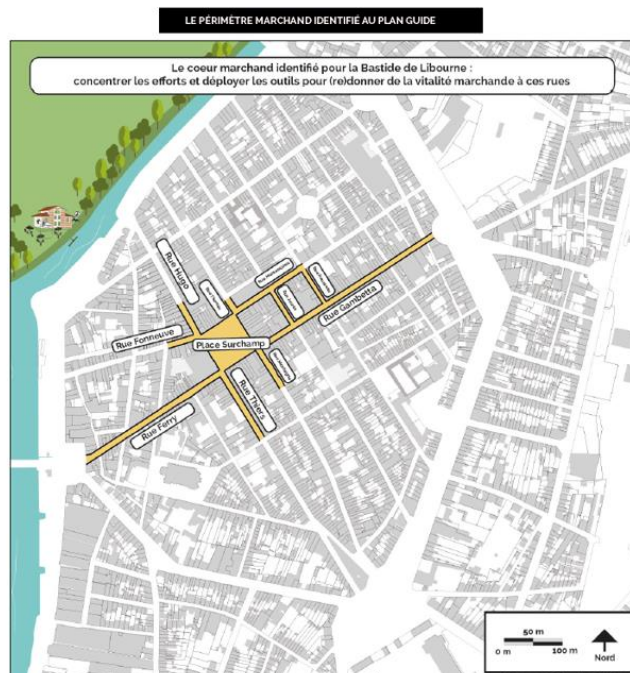 LE PÉRIMÈTRE MARCHAND IDENTIFIÉ AU PLAN GUIDE
Le coeur marchand identifié pour la Bastide de Libourne :
concentrer les efforts et déployer les outils pour (re)donner de la vitalité marchande à ces rues
Rue Hugo
Rue Gambetta
Rue Fonneuve
Place Surchamp
Rue Thiers
Rue Ferry
50 m
0 m
100 m
Nord